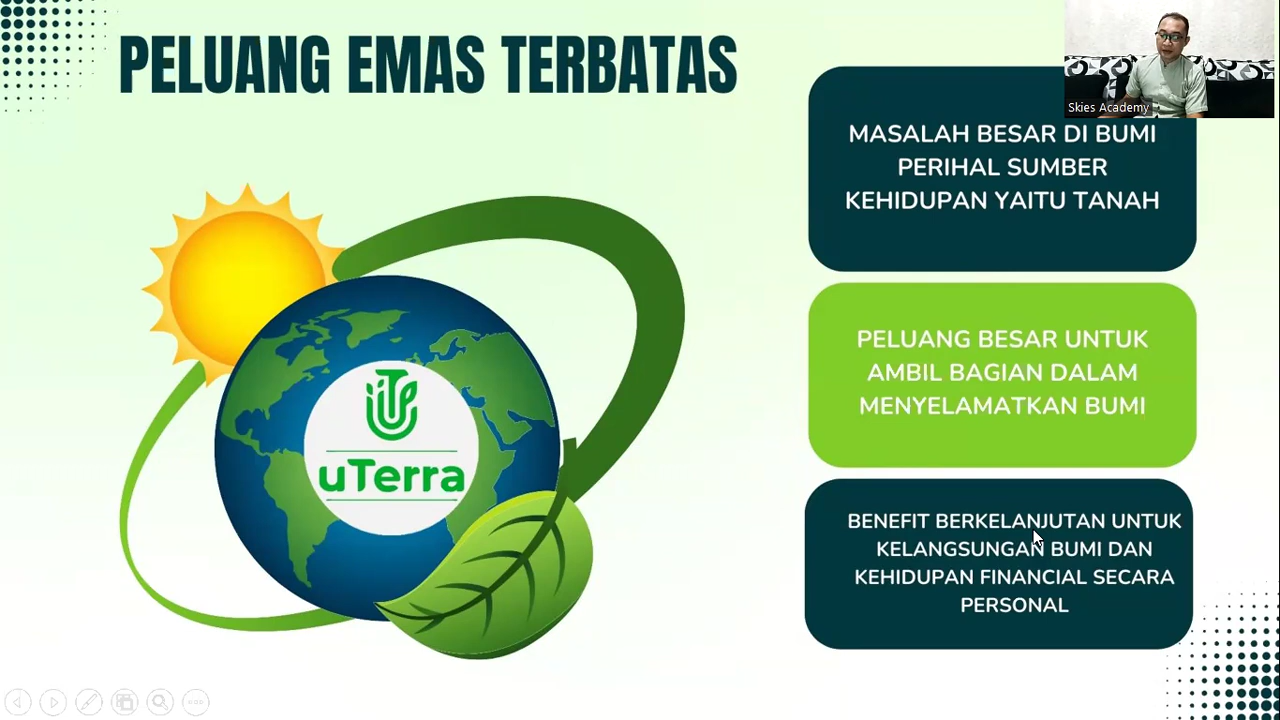 PELUANG EMAS TERBATAS
Skies Academy
MASALAH BESAR DI BUMI
PERIHAL SUMBER
KEHIDUPAN YAITU TANAH
PELUANG BESAR UNTUK
AMBIL BAGIAN DALAM
MENYELAMATKAN BUMI
uTerra
BENEFIT BERKELANJUTAN UNTUK
KELANGSUNGAN BUMI DAN
KEHIDUPAN FINANCIAL SECARA
PERSONAL